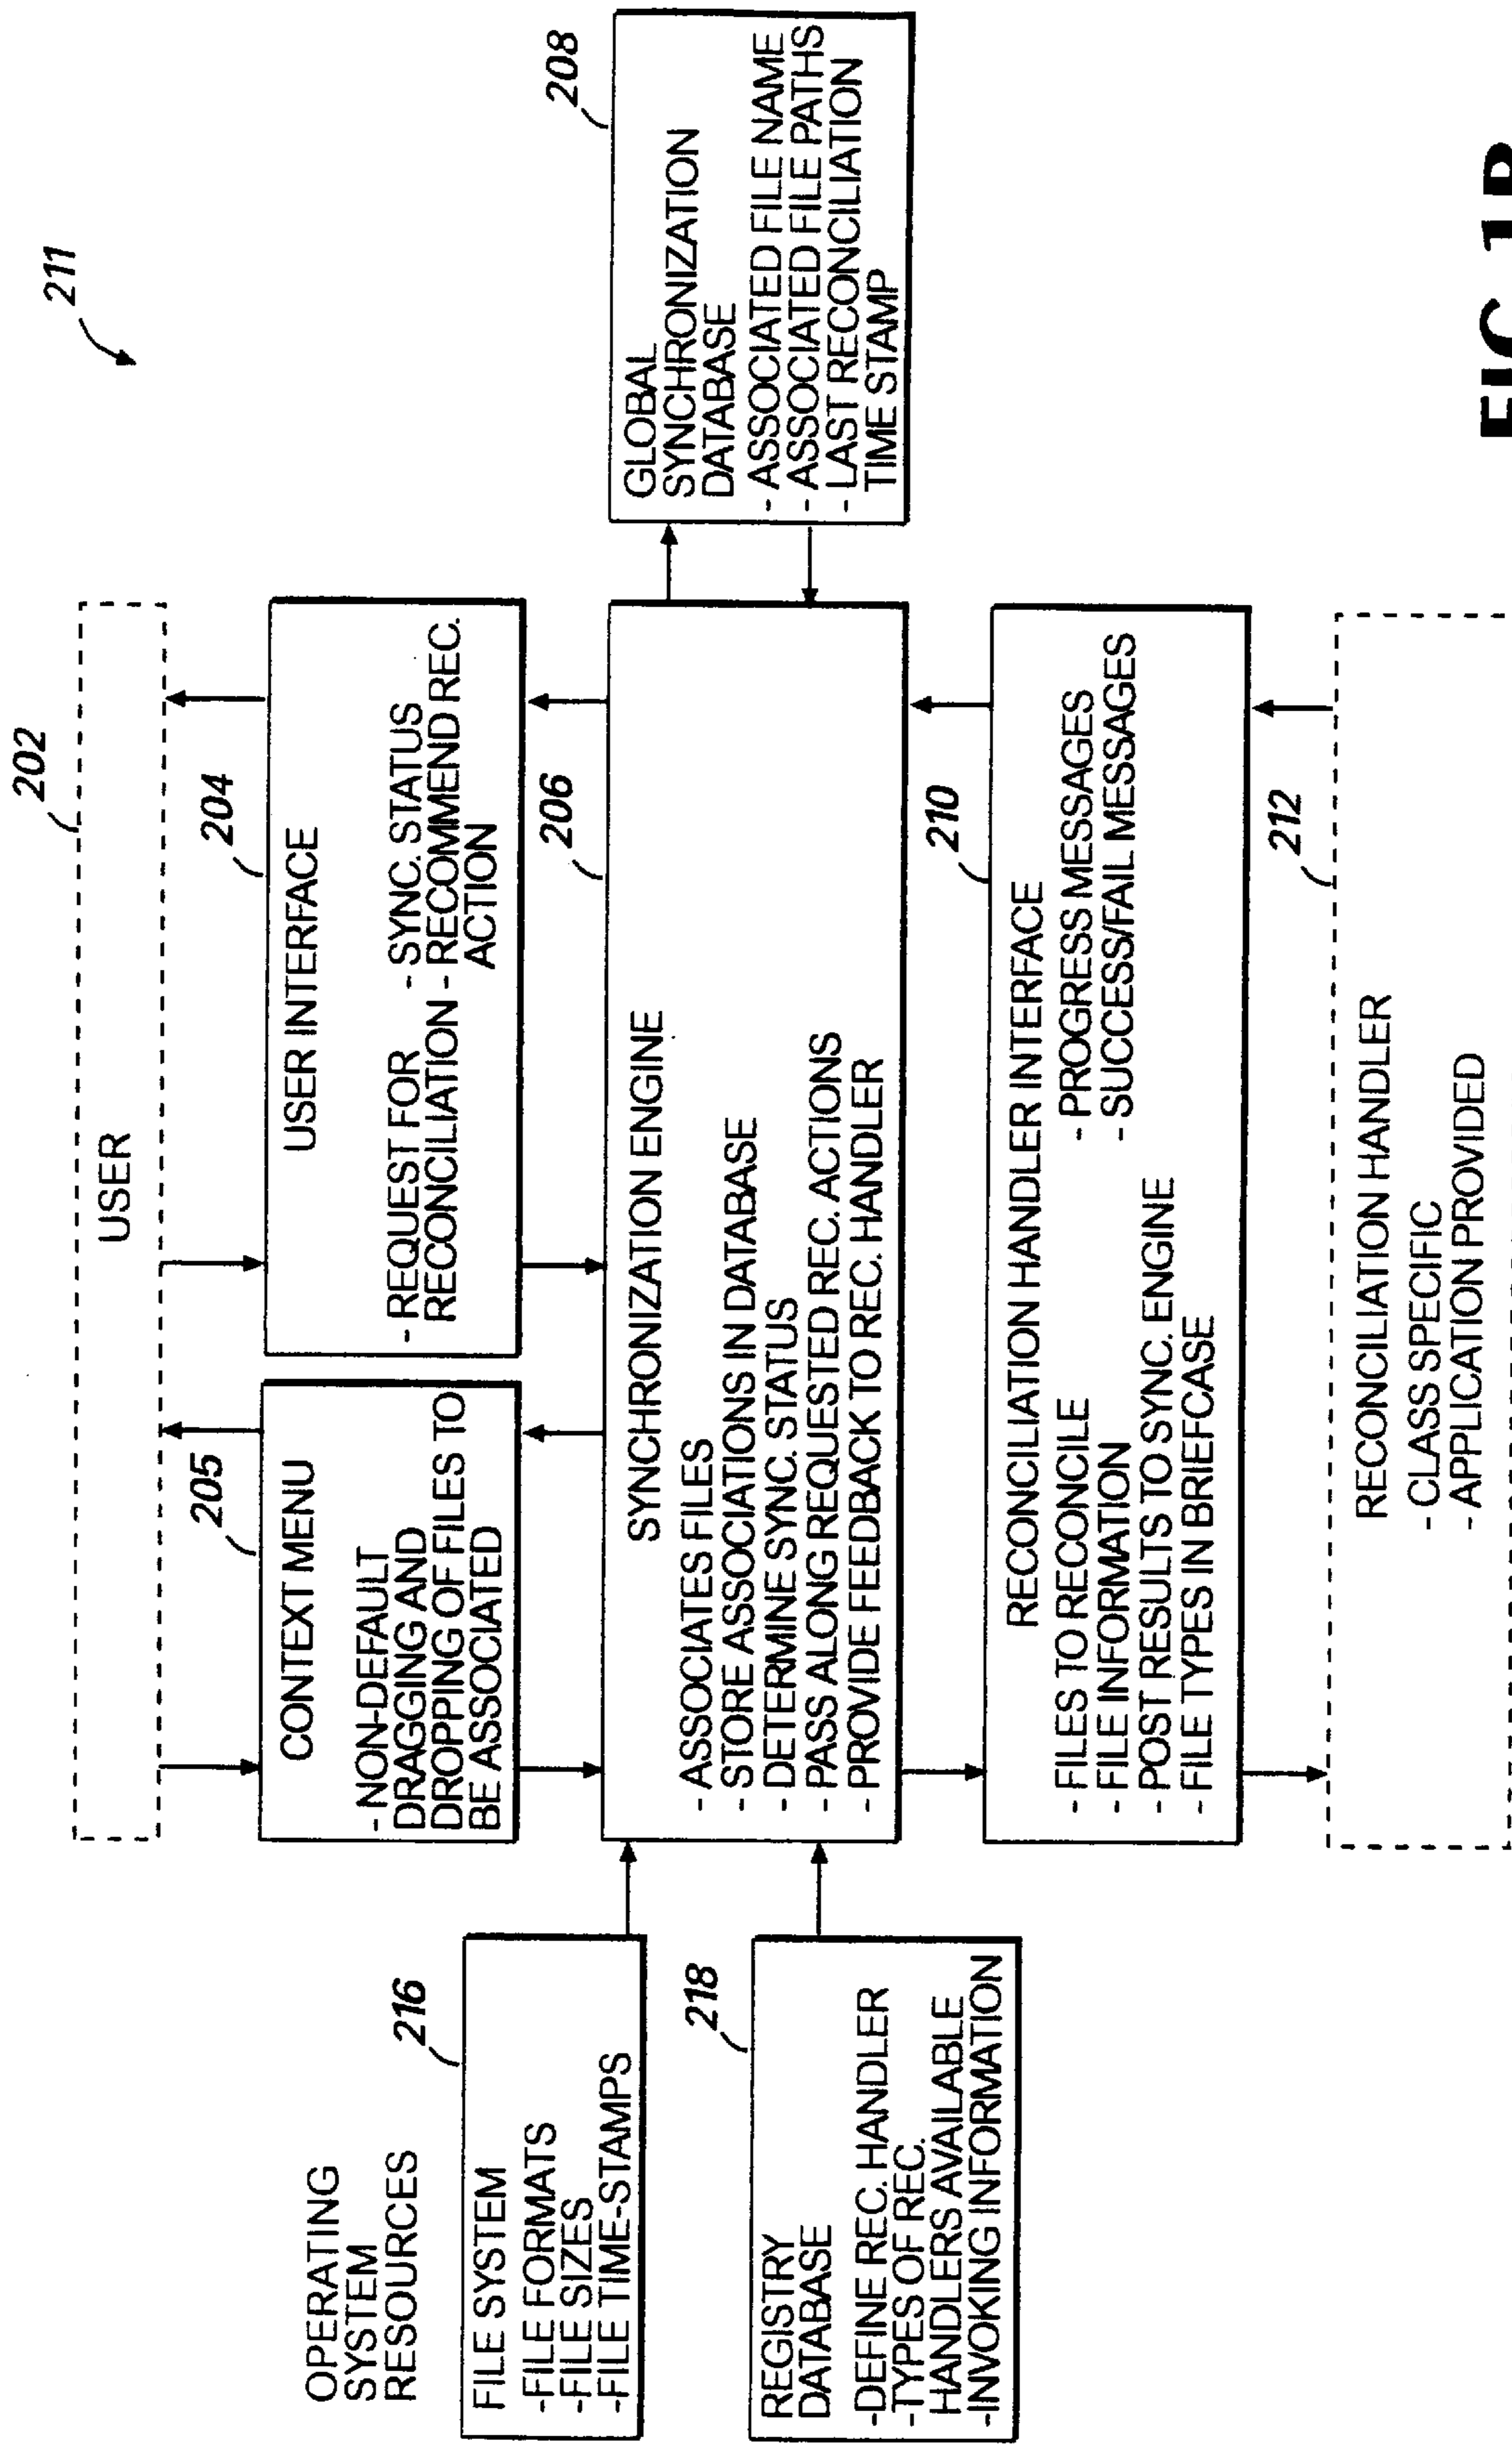 211
202
USER
205
CONTEXT MENU
- NON-DEFAULT
DRAGGING AND
DROPPING OF FILES TO
BE ASSOCIATED
204
USER INTERFACE
- REQUEST FOR
RECONCILIATION
- SYNC. STATUS
- RECOMMEND REC.
ACTION
OPERATING
SYSTEM
RESOURCES
216
FILE SYSTEM
-FILE FORMATS
-FILE SIZES
-FILE TIME-STAMPS
218
REGISTRY
DATABASE
-DEFINE REC. HANDLER
-TYPES OF REC.
HANDLERS AVAILABLE
-INVOKING INFORMATION
206
SYNCHRONIZATION ENGINE
- ASSOCIATES FILES
- STORE ASSOCIATIONS IN DATABASE
- DETERMINE SYNC. STATUS
- PASS ALONG REQUESTED REC. ACTIONS
- PROVIDE FEEDBACK TO REC. HANDLER
208
GLOBAL
SYNCHRONIZATION
DATABASE
- ASSOCIATED FILE NAME
- ASSOCIATED FILE PATHS
- LAST RECONCILIATION
TIME STAMP
210
RECONCILIATION HANDLER INTERFACE
- FILES TO RECONCILE
- FILE INFORMATION
- POST RESULTS TO SYNC. ENGINE
- FILE TYPES IN BRIEFCASE
- PROGRESS MESSAGES
- SUCCESS/FAIL MESSAGES
212
RECONCILIATION HANDLER
- CLASS SPECIFIC
- APPLICATION PROVIDED